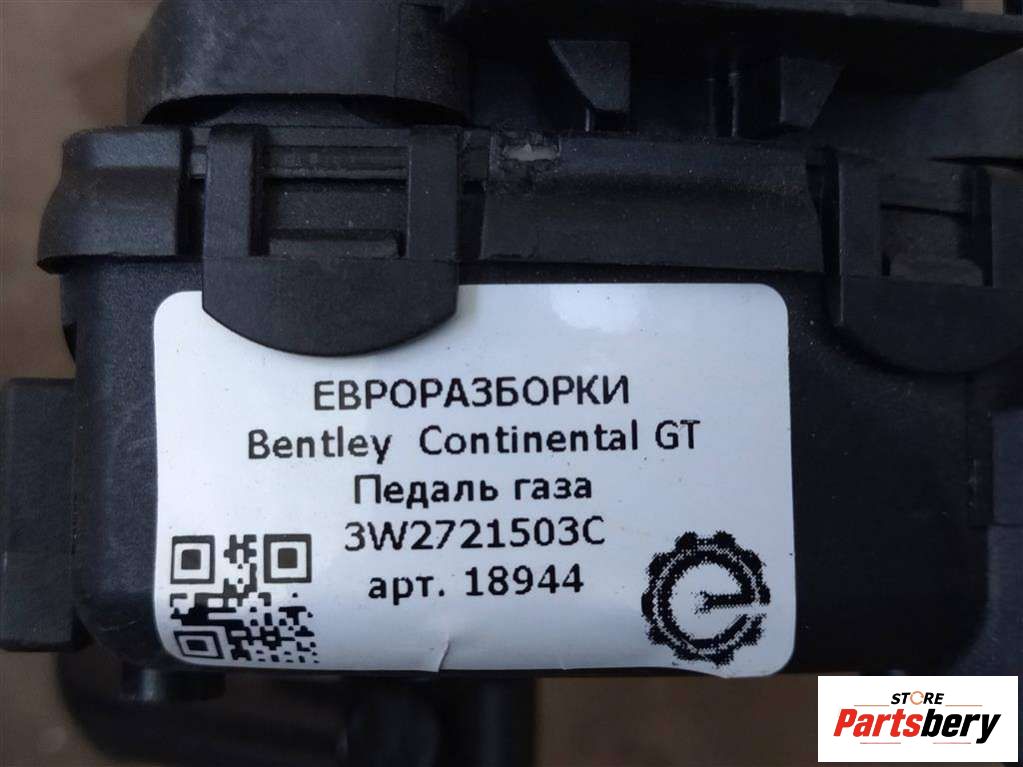 ЕВРОРАЗБОРКИ
Bentley Continental GT
Педаль газа
3W2721503C
арт. 18944
STORE
Partsbery